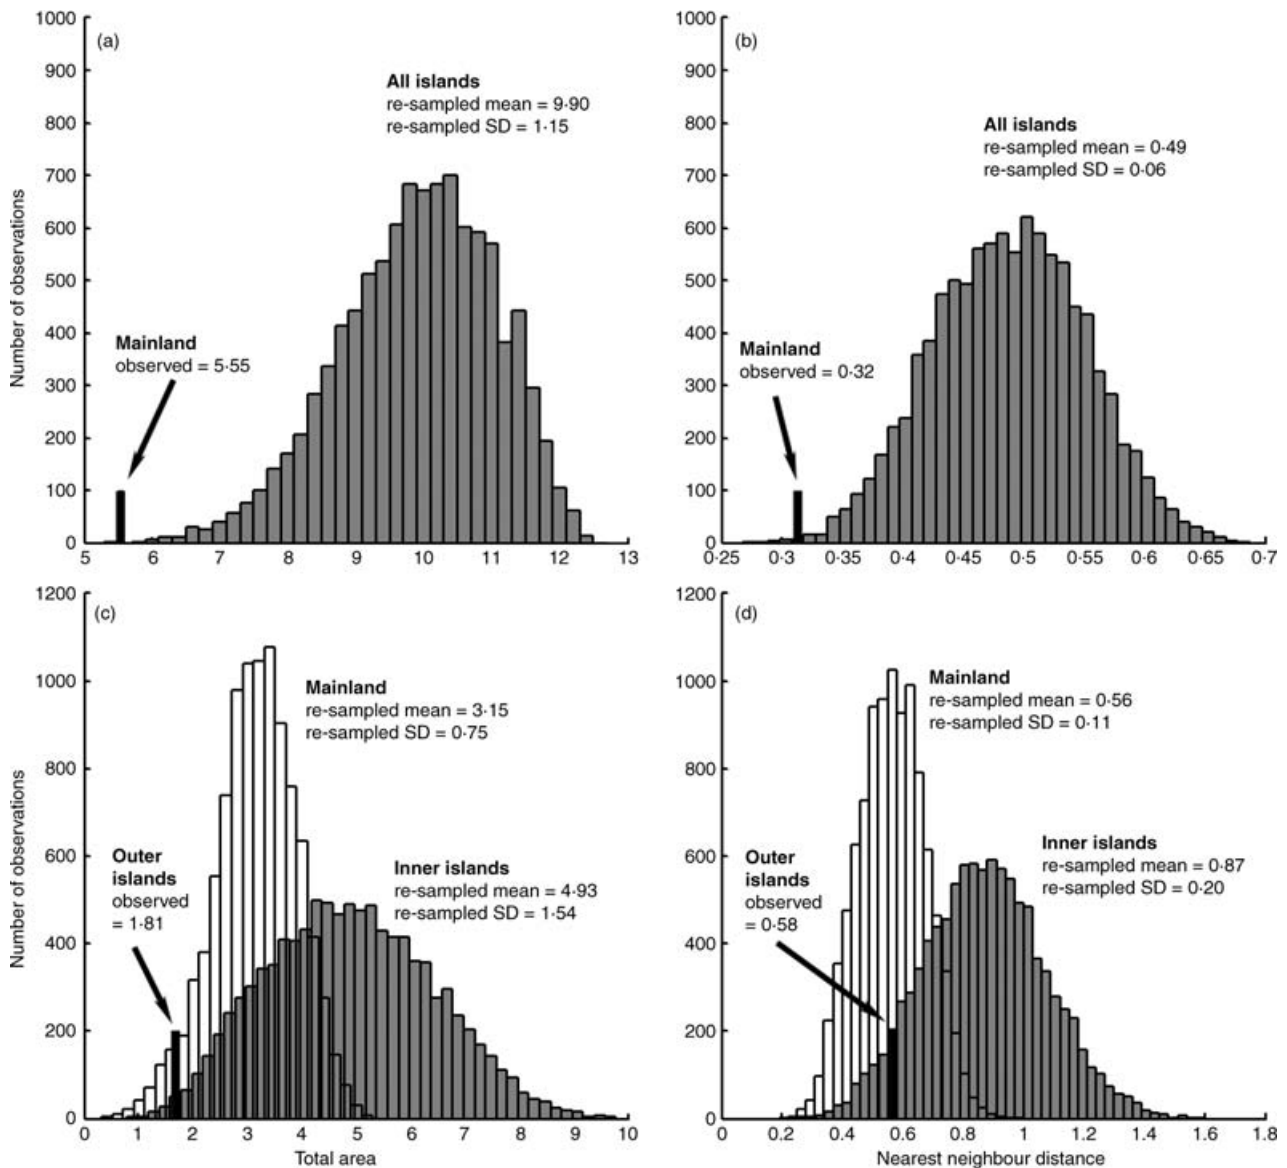 (a)
1000
900
800
700
600
500
400
300
200
100
0
Number of observations
All islands
re-sampled mean = 9·90
re-sampled SD = 1·15
Mainland
observed = 5·55
5 6 7 8 9 10 11 12 13
(b)
1000
900
800
700
600
500
400
300
200
100
0
All islands
re-sampled mean = 0·49
re-sampled SD = 0·06
Mainland
observed = 0·32
0·25 0·3 0·35 0·4 0·45 0·5 0·55 0·6 0·65 0·7
(c)
1200
1000
800
600
400
200
0
Number of observations
Mainland
re-sampled mean = 3·15
re-sampled SD = 0·75
Outer
islands
observed
= 1·81
Inner islands
re-sampled mean = 4·93
re-sampled SD = 1·54
0 1 2 3 4 5 6 7 8 9 10
Total area
(d)
1200
1000
800
600
400
200
0
Mainland
re-sampled mean = 0·56
re-sampled SD = 0·11
Outer
islands
observed
= 0·58
Inner islands
re-sampled mean = 0·87
re-sampled SD = 0·20
0 0.2 0.4 0.6 0.8 1 1.2 1.4 1.6 1.8
Nearest neighbour distance